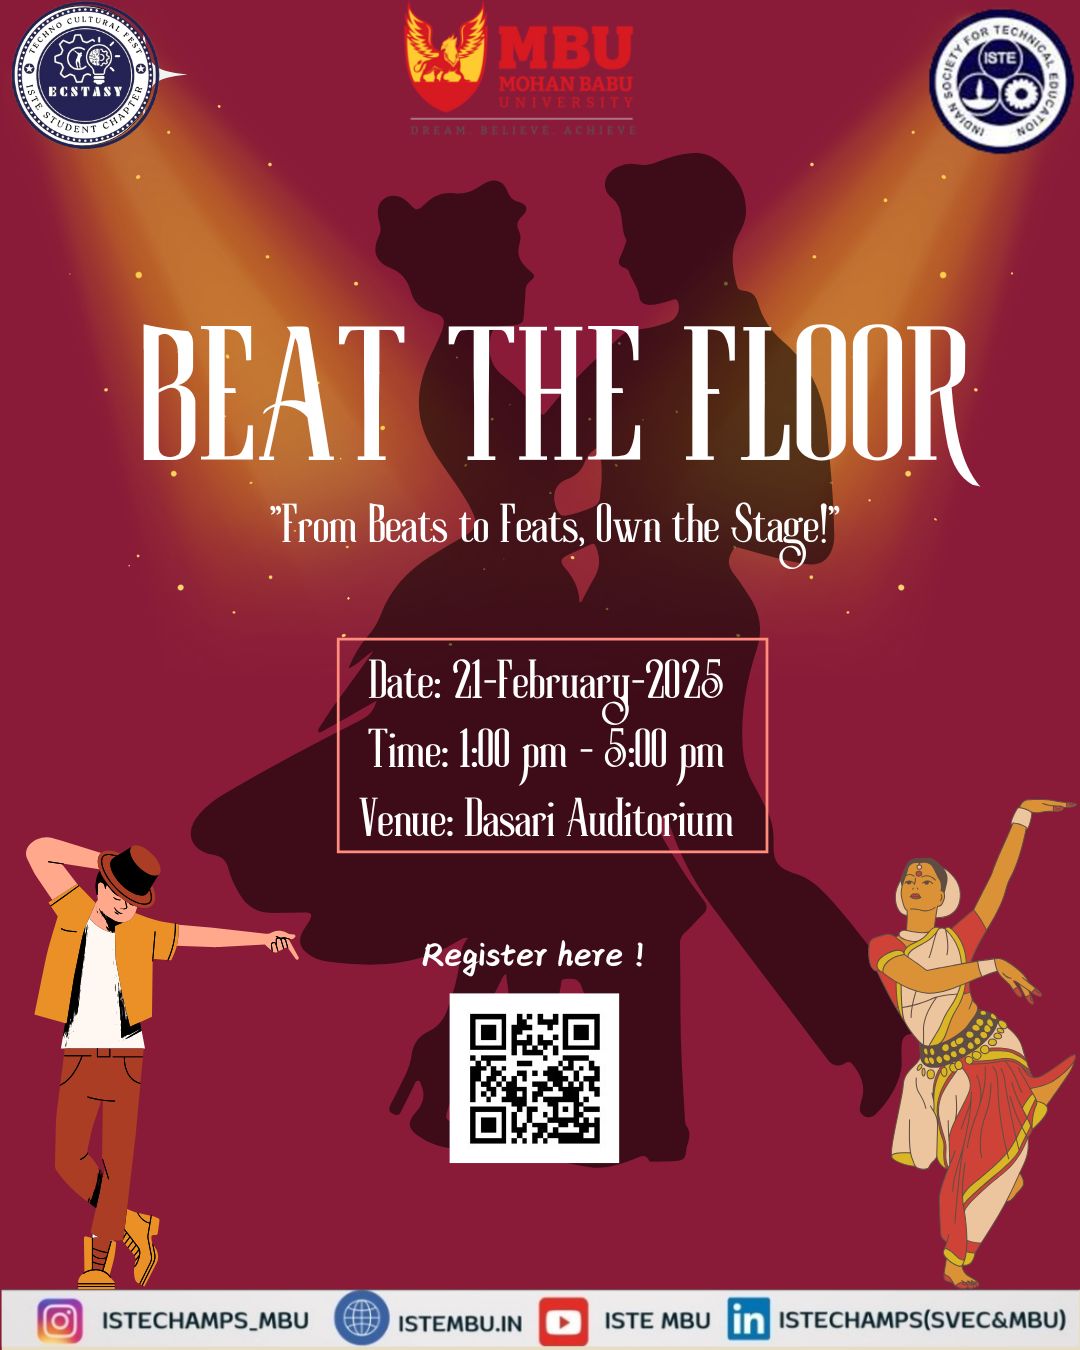 TECHNO CULTURAL FEST
ECSTASY
ISTE STUDENT CHAPTER
MBU
MOHAN BABU
UNIVERSITY
DREAM. BELIEVE. ACHIEVE
INDIAN SOCIETY FOR TECHNICAL EDUCATION
ISTE
BEAT THE FLOOR
"From Beats to Feats, Own the Stage!"
Date: 21-February-2025
Time: 1:00 pm - 5:00 pm
Venue: Dasari Auditorium
Register here !
ISTECHAMPS_MBU
ISTEMBU.IN
ISTE MBU
ISTECHAMPS(SVEC&MBU)